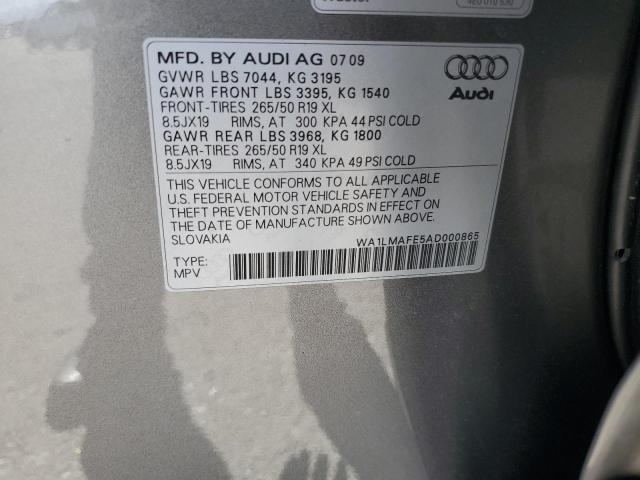 4E0 010 530
MFD. BY AUDI AG 07 09
GVWR LBS 7044, KG 3195
GAWR FRONT LBS 3395, KG 1540
FRONT-TIRES 265/50 R19 XL
8.5JX19 RIMS, AT 300 KPA 44 PSI COLD
GAWR REAR LBS 3968, KG 1800
REAR-TIRES 265/50 R19 XL
8.5JX19 RIMS, AT 340 KPA 49 PSI COLD
Audi
THIS VEHICLE CONFORMS TO ALL APPLICABLE
U.S. FEDERAL MOTOR VEHICLE SAFETY AND
THEFT PREVENTION STANDARDS IN EFFECT ON
THE DATE OF MANUFACTURE SHOWN ABOVE.
SLOVAKIA WA1LMAFE5AD000865
TYPE:
MPV